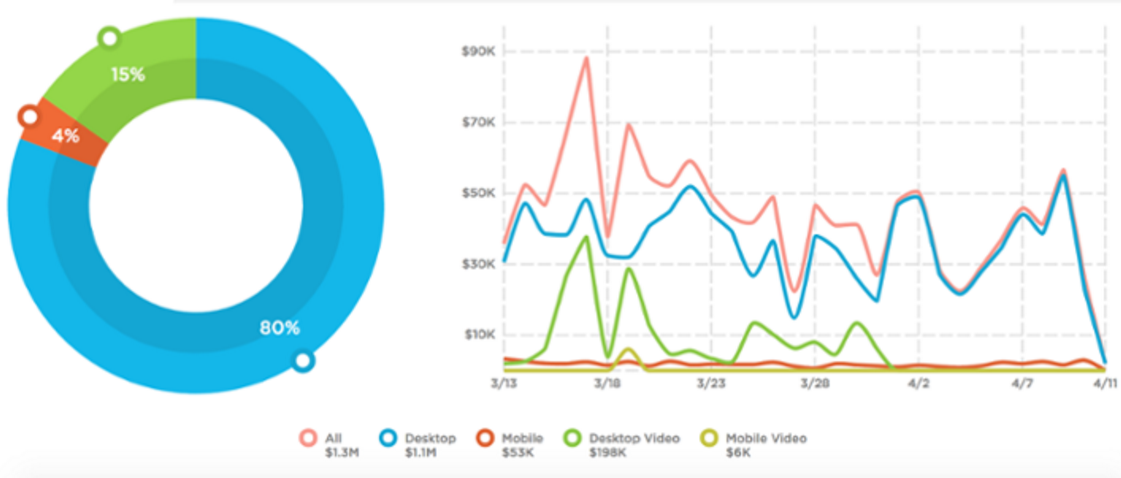 15%
4%
80%
$90K
$70K
$50K
$30K
$10K
3/13 3/18 3/23 3/28 4/2 4/7 4/11
All Desktop Mobile Desktop Video Mobile Video
$1.3M $1.1M $53K $198K $6K